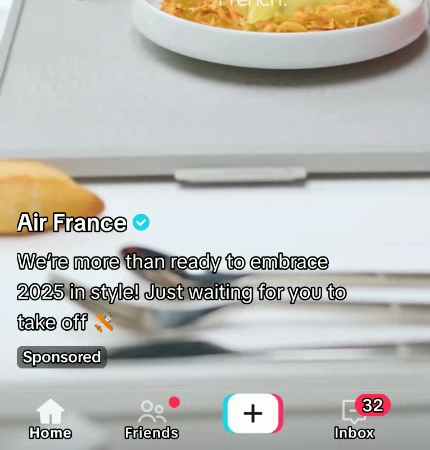 French.
Air France
We're more than ready to embrace
2025 in style! Just waiting for you to
take off
Sponsored
32
Home
Friends
Inbox